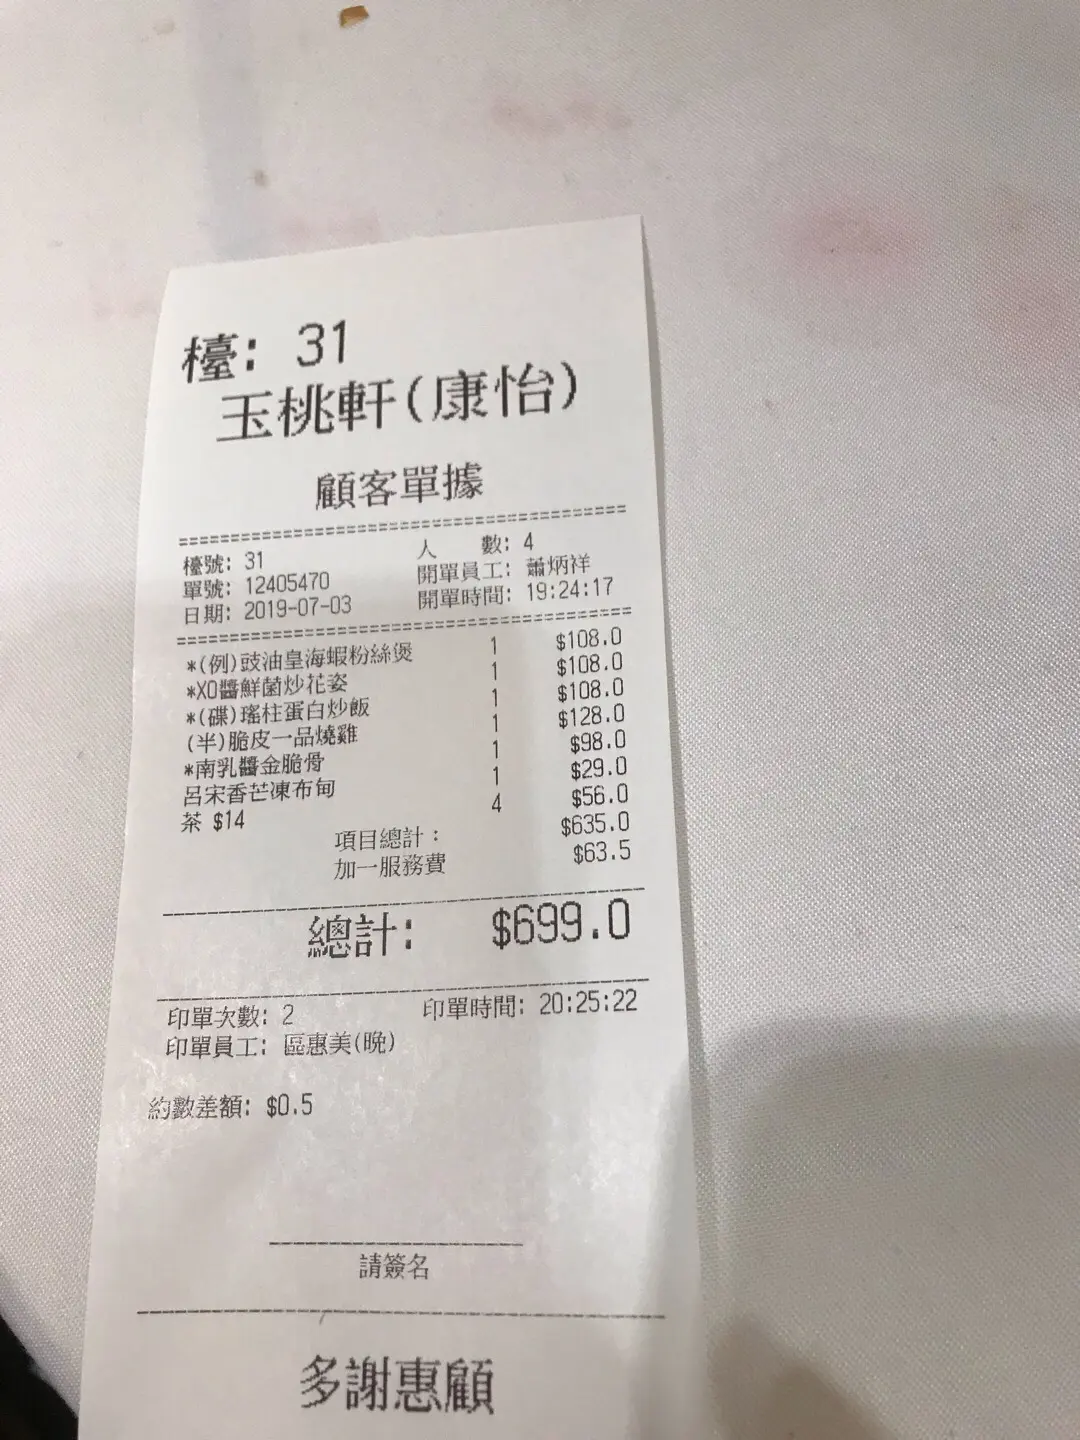 檯: 31
玉桃軒(康怡)
顧客單據
檯號: 31 人 數: 4
單號: 12405470 開單員工: 蕭炳祥
日期: 2019-07-03 開單時間: 19:24:17
*(例)豉油皇海蝦粉絲煲 1 $108.0
*XO醬鮮菌炒花姿 1 $108.0
*(碟)瑤柱蛋白炒飯 1 $108.0
(半)脆皮一品燒雞 1 $128.0
*南乳醬金脆骨 1 $98.0
呂宋香芒凍布甸 1 $29.0
茶 $14 4 $56.0
項目總計: $635.0
加一服務費 $63.5
總計: $699.0
印單次數: 2 印單時間: 20:25:22
印單員工: 區惠美(晚)
約數差額: $0.5
請簽名
多謝惠顧